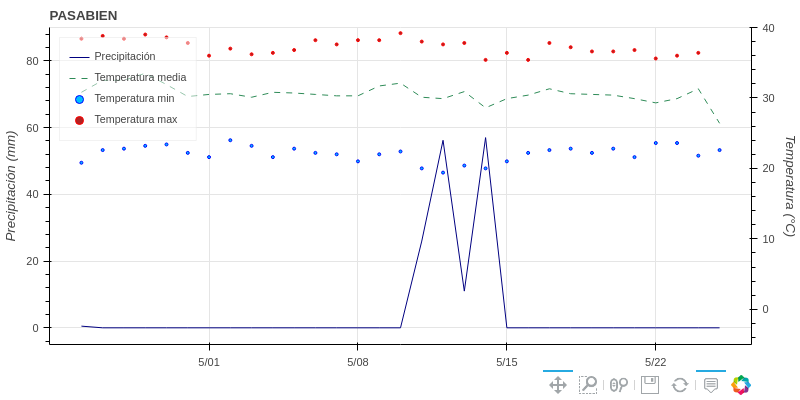 PASABIEN
Precipitación
Temperatura media
Temperatura min
Temperatura max
Precipitación (mm)
80
60
40
20
0
40
30
20
10
0
Temperatura (°C)
5/01
5/08
5/15
5/22